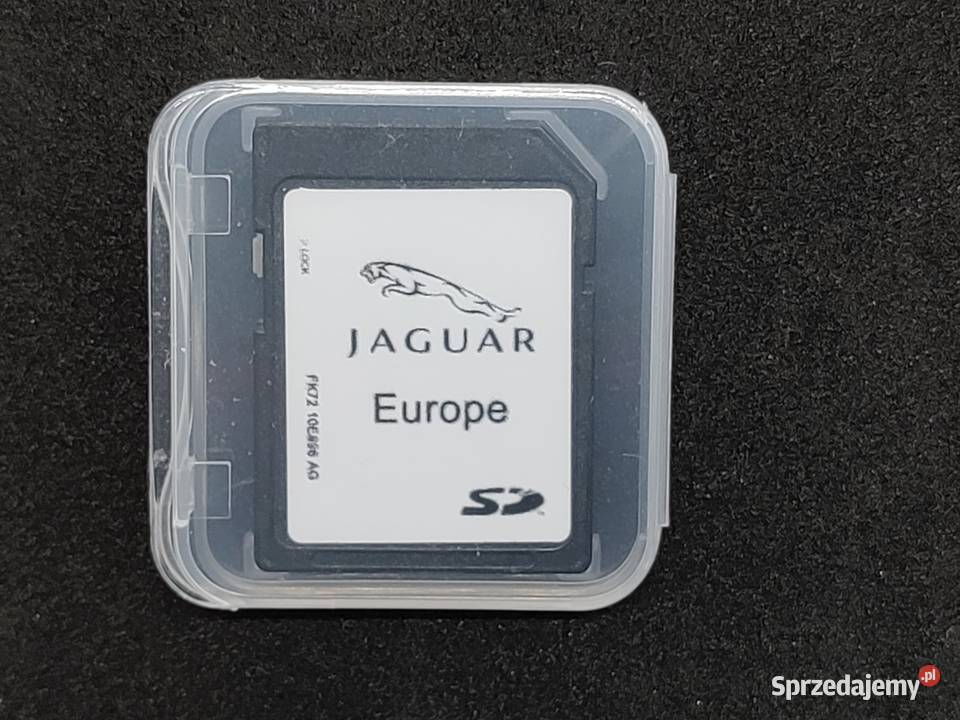 LOCK
JAGUAR
Europe
FK72 10E896 AG
SD
Sprzedajemy.pl